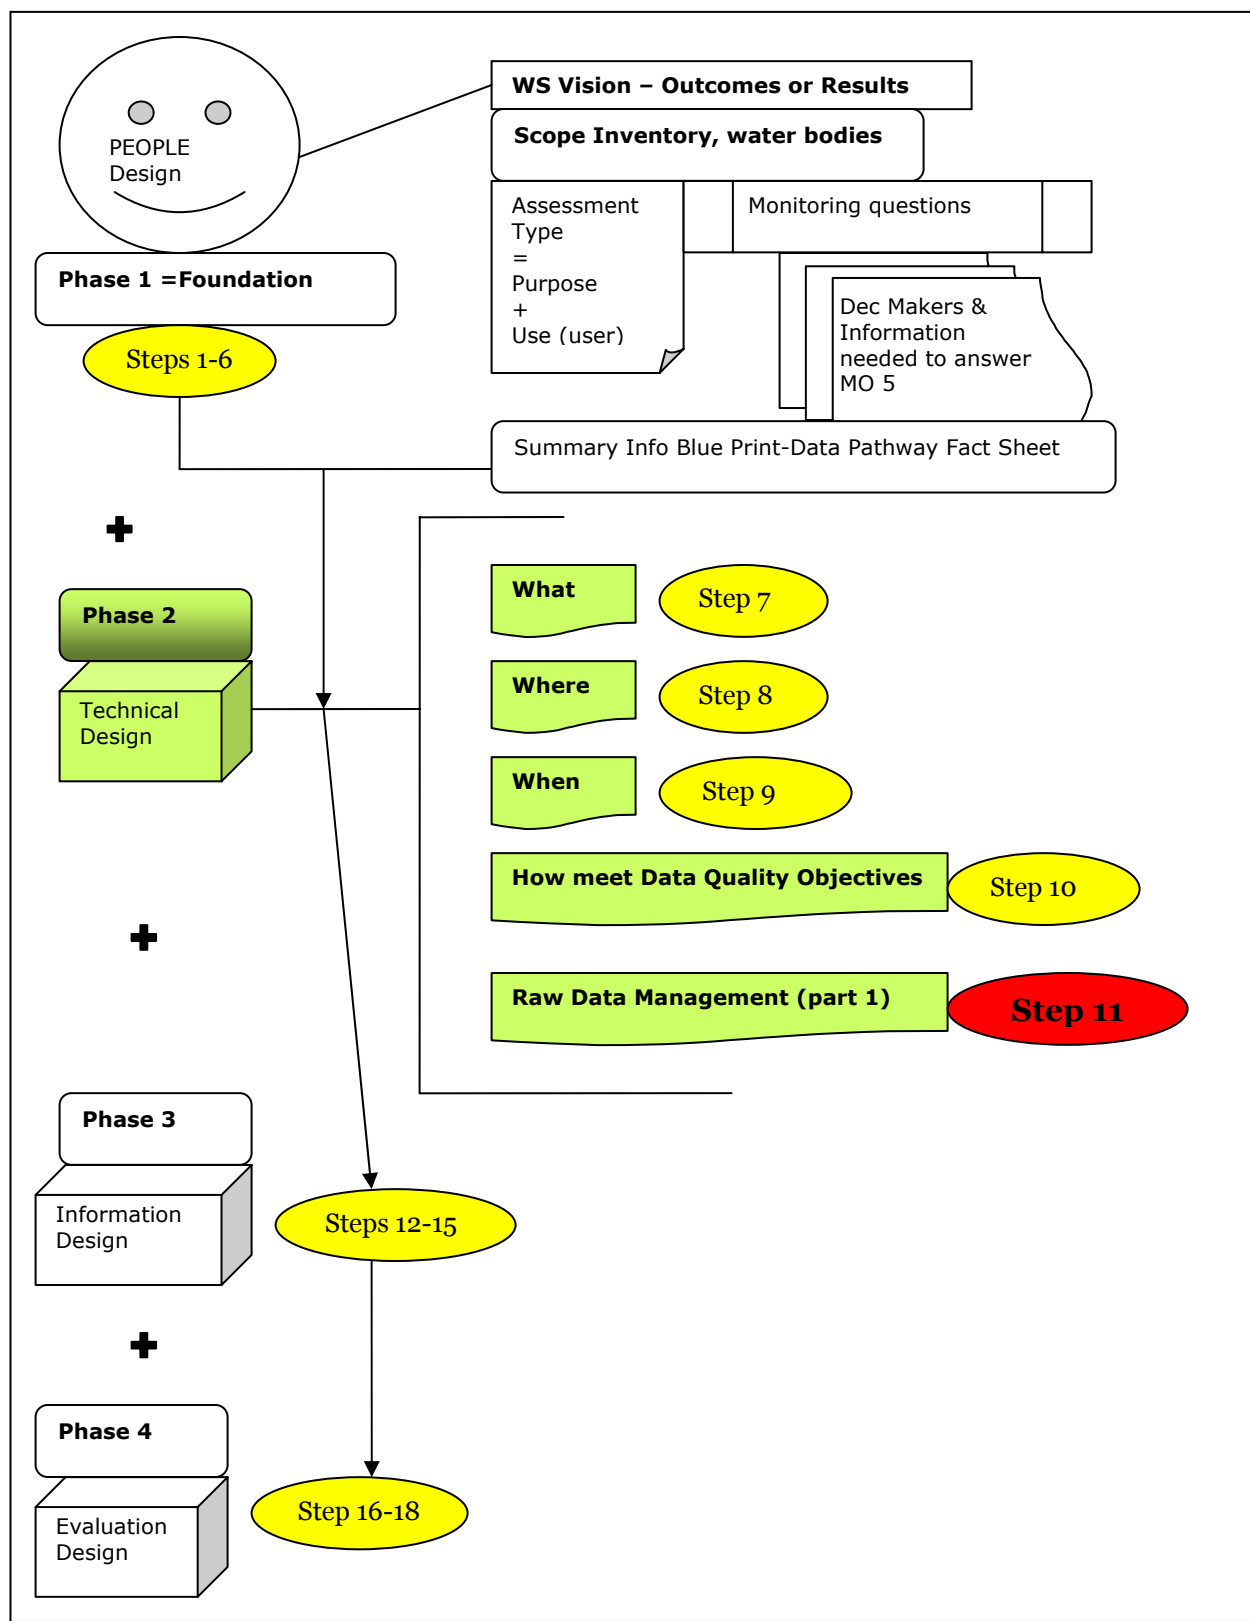 PEOPLE
Design
WS Vision – Outcomes or Results
Scope Inventory, water bodies
Assessment
Type
=
Purpose
+
Use (user)
Monitoring questions
Dec Makers &
Information
needed to answer
MO 5
Phase 1 =Foundation
Steps 1-6
Summary Info Blue Print-Data Pathway Fact Sheet
Phase 2
Technical
Design
What
Step 7
Where
Step 8
When
Step 9
How meet Data Quality Objectives
Step 10
Raw Data Management (part 1)
Step 11
Phase 3
Information
Design
Steps 12-15
Phase 4
Evaluation
Design
Step 16-18